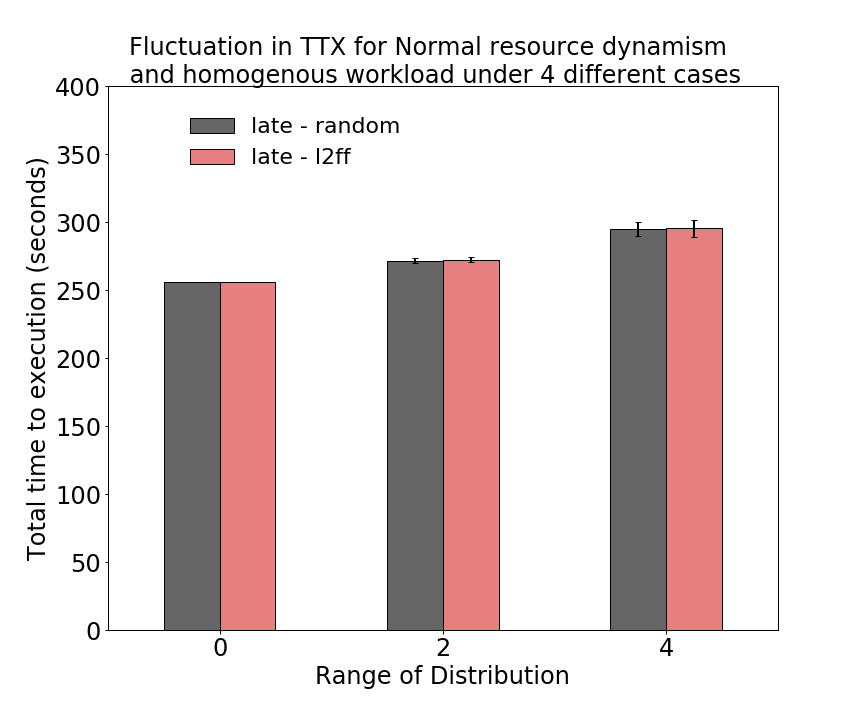 Fluctuation in TTX for Normal resource dynamism
and homogenous workload under 4 different cases
late - random
late - l2ff
Total time to execution (seconds)
400
350
300
250
200
150
100
50
0
0 2 4
Range of Distribution